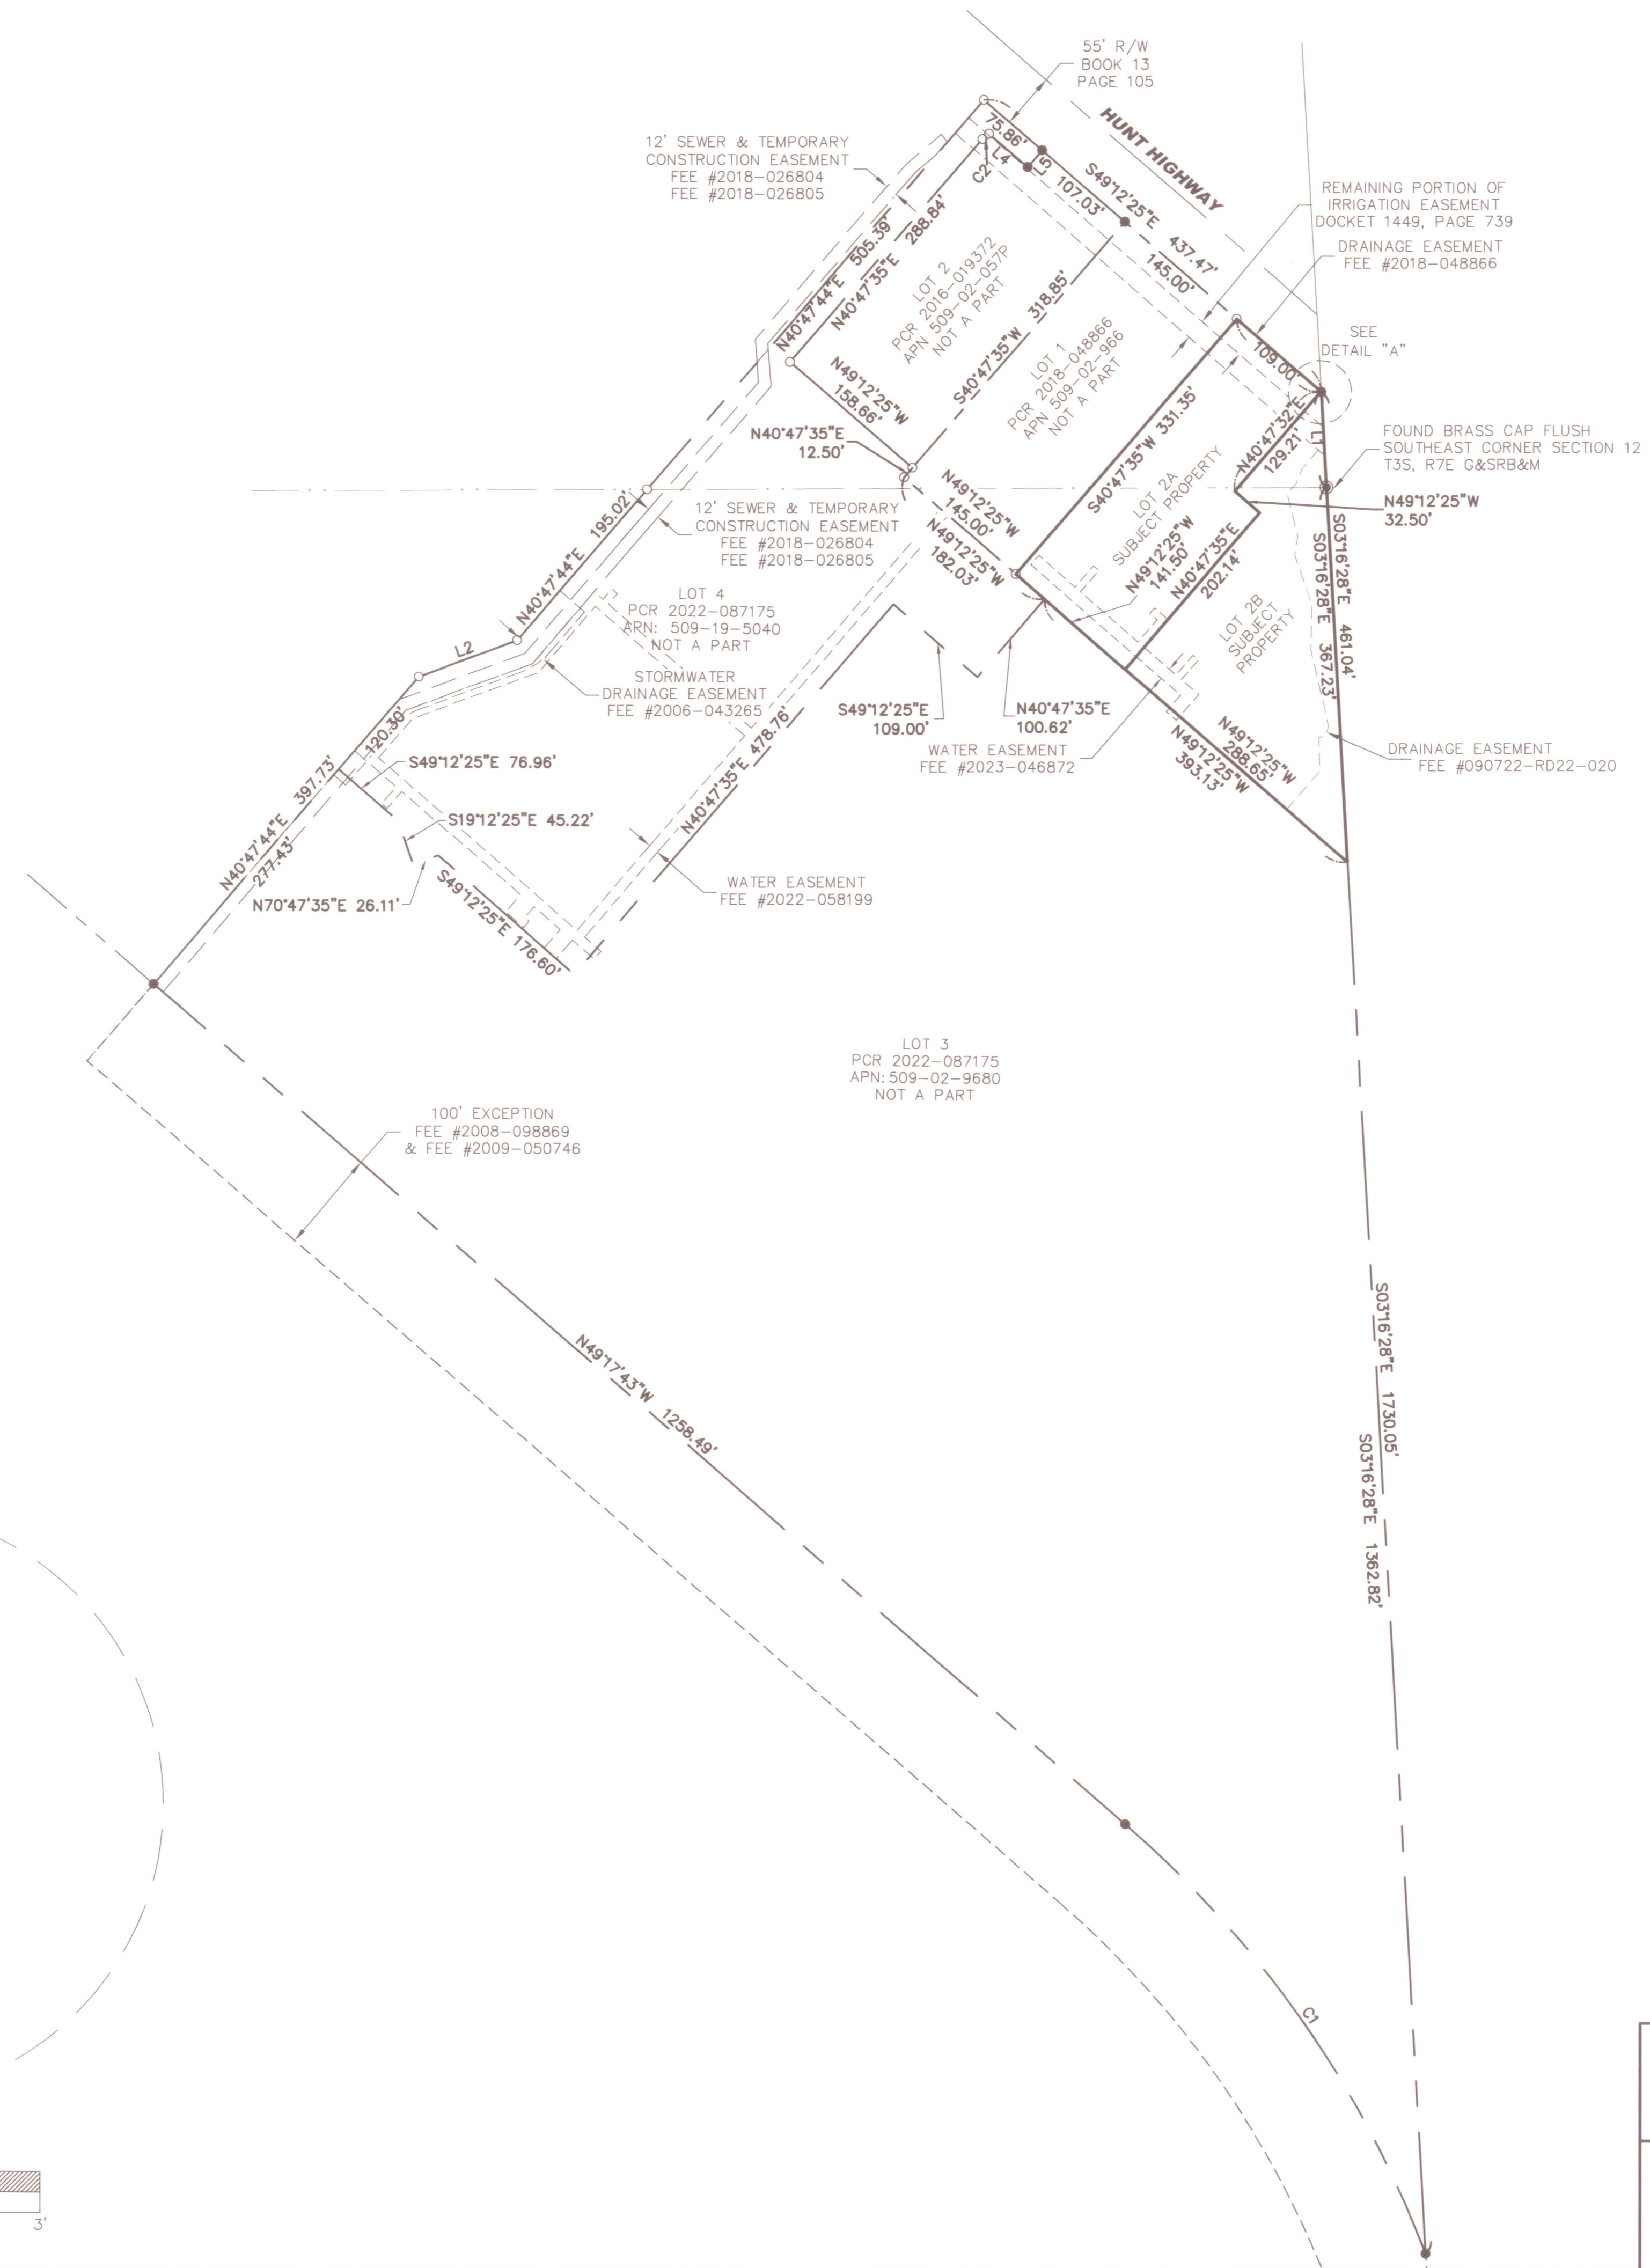 55' R/W
BOOK 13
PAGE 105
HUNT HIGHWAY
12' SEWER & TEMPORARY
CONSTRUCTION EASEMENT
FEE #2018-026804
FEE #2018-026805
75.86'
L4
L5
C2
107.03'
S49°12'25"E 437.47'
145.00'
REMAINING PORTION OF
IRRIGATION EASEMENT
DOCKET 1449, PAGE 739
DRAINAGE EASEMENT
FEE #2018-048866
SEE
DETAIL "A"
109.00'
N40°47'44"E 505.39'
N40°47'35"E 288.84'
LOT 2
PCR 2016-019372
APN 509-02-057P
NOT A PART
S40°47'35"W 318.85'
LOT 1
PCR 2018-048866
APN 509-02-966
NOT A PART
S40°47'35"W 331.35'
N40°47'32"E
129.21'
L1
FOUND BRASS CAP FLUSH
SOUTHEAST CORNER SECTION 12
T3S, R7E G&SRB&M
N49°12'25"W
158.66'
N40°47'35"E
12.50'
N49°12'25"W
145.00'
N49°12'25"W
182.03'
LOT 2A
SUBJECT PROPERTY
N49°12'25"W
141.50'
N40°47'35"E
202.14'
N49°12'25"W
32.50'
S03°16'28"E 461.04'
S03°16'28"E 367.23'
LOT 2B
SUBJECT
PROPERTY
12' SEWER & TEMPORARY
CONSTRUCTION EASEMENT
FEE #2018-026804
FEE #2018-026805
N40°47'44"E 195.02'
L2
LOT 4
PCR 2022-087175
APN: 509-19-5040
NOT A PART
STORMWATER
DRAINAGE EASEMENT
FEE #2006-043265
S49°12'25"E
109.00'
N40°47'35"E
100.62'
WATER EASEMENT
FEE #2023-046872
N49°12'25"W
288.65'
N49°12'25"W
393.13'
DRAINAGE EASEMENT
FEE #090722-RD22-020
120.30'
S49°12'25"E 76.96'
N40°47'44"E 397.73'
277.43'
S19°12'25"E 45.22'
N70°47'35"E 26.11'
S49°12'25"E 176.60'
N40°47'35"E 478.76'
WATER EASEMENT
FEE #2022-058199
LOT 3
PCR 2022-087175
APN: 509-02-9680
NOT A PART
100' EXCEPTION
FEE #2008-098869
& FEE #2009-050746
N49°17'43"W 1258.49'
S03°16'28"E 1730.05'
S03°16'28"E 1362.82'
C1
3'